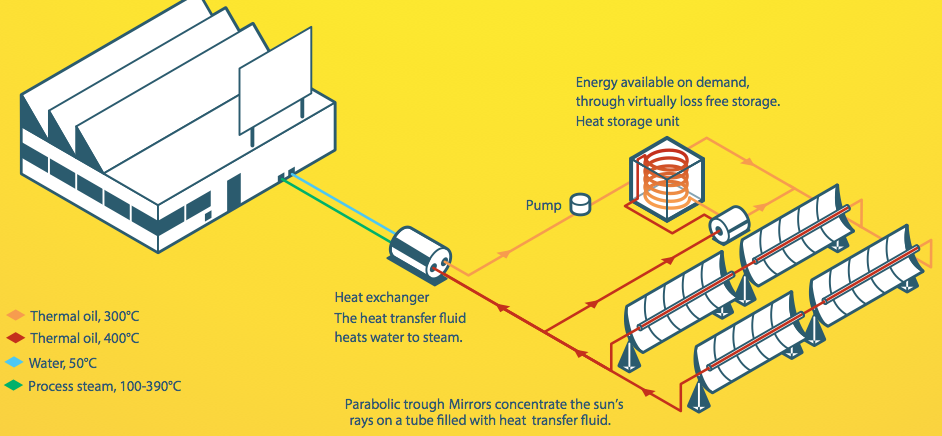 Energy available on demand,
through virtually loss free storage.
Heat storage unit
Pump
Heat exchanger
The heat transfer fluid
heats water to steam.
Thermal oil, 300°C
Thermal oil, 400°C
Water, 50°C
Process steam, 100-390°C
Parabolic trough Mirrors concentrate the sun's
rays on a tube filled with heat transfer fluid.